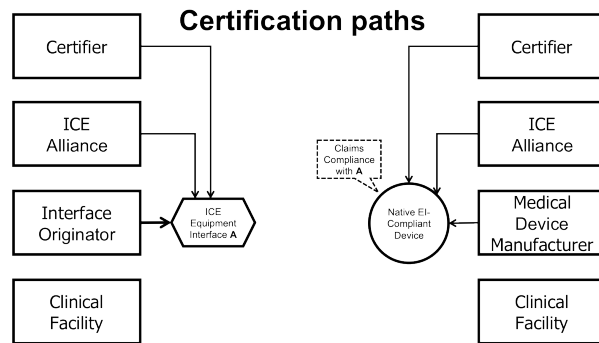 Certification paths
Certifier
ICE
Alliance
Interface
Originator
Clinical
Facility
ICE
Equipment
Interface A
Claims
Compliance
with A
Native EI-
Compliant
Device
Certifier
ICE
Alliance
Medical
Device
Manufacturer
Clinical
Facility